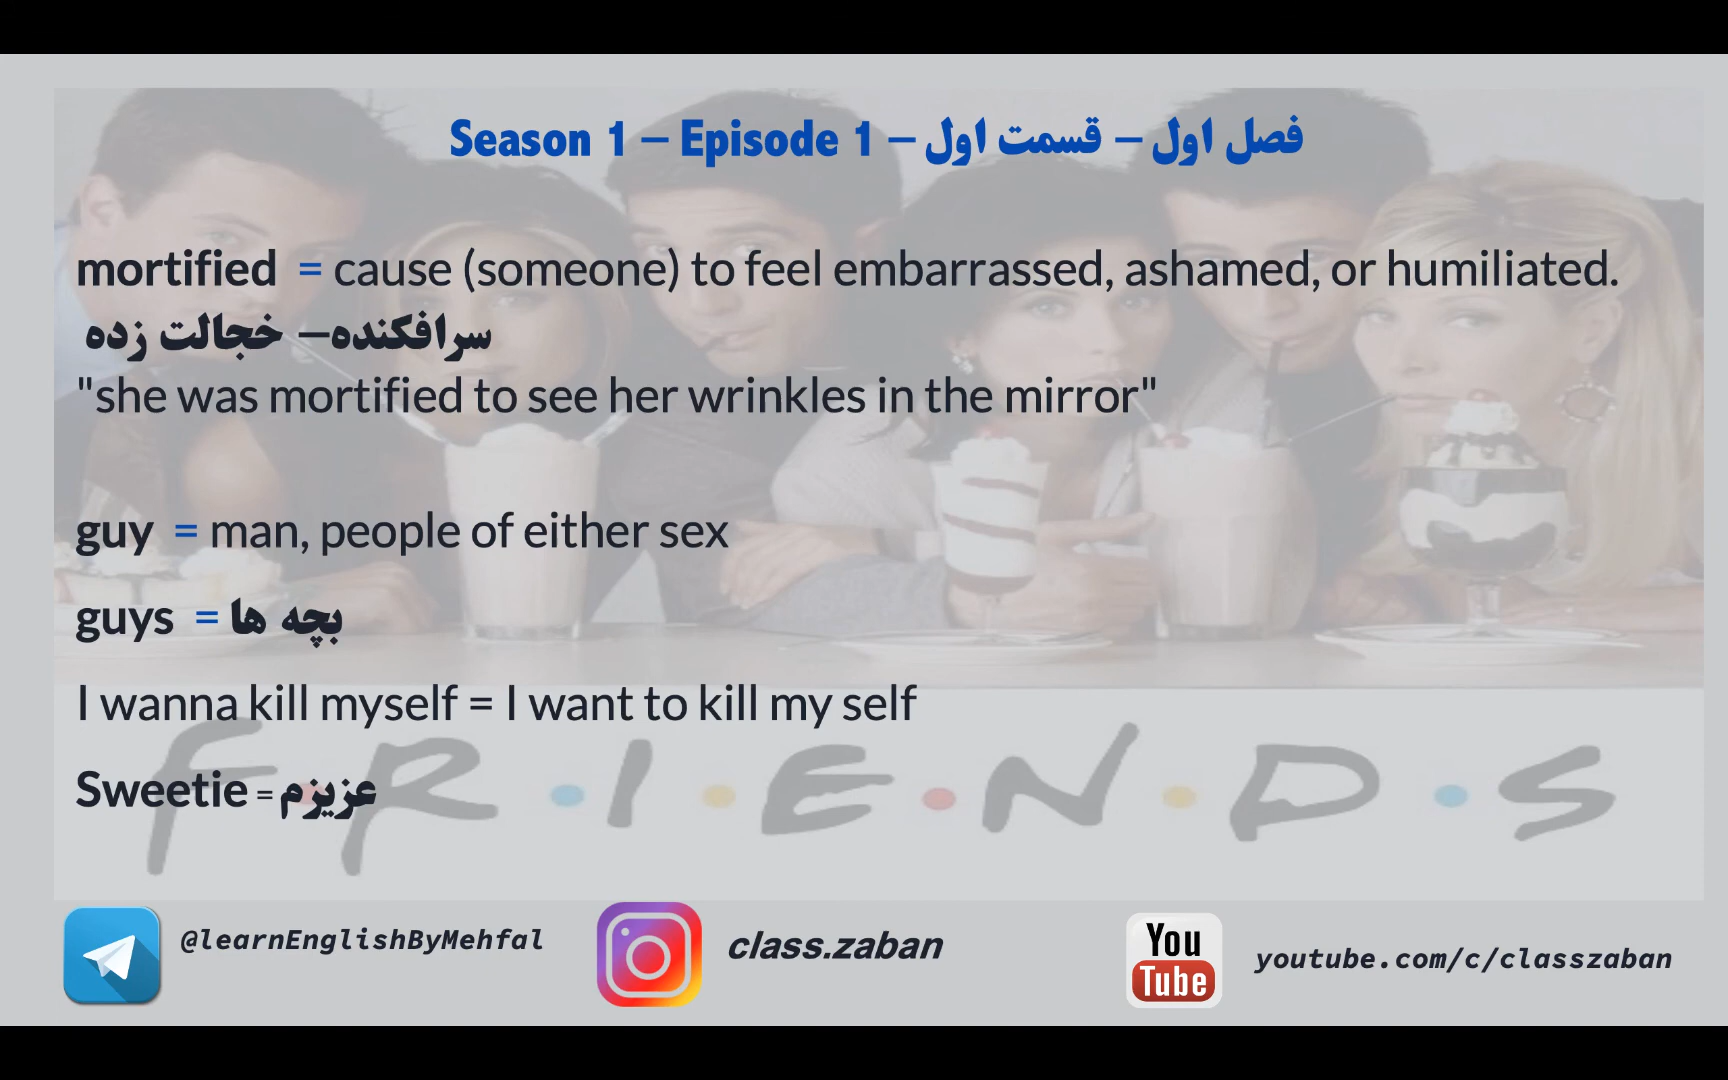 Season 1 – Episode 1 – فصل اول – قسمت اول
mortified = cause (someone) to feel embarrassed, ashamed, or humiliated.
سرافکنده– خجالت زده
"she was mortified to see her wrinkles in the mirror"
guy = man, people of either sex
guys = بچه ها
I wanna kill myself = I want to kill my self
Sweetie = عزیزم
F·R·I·E·N·D·S
@learnEnglishByMehfal
class.zaban
You Tube
youtube.com/c/classzaban